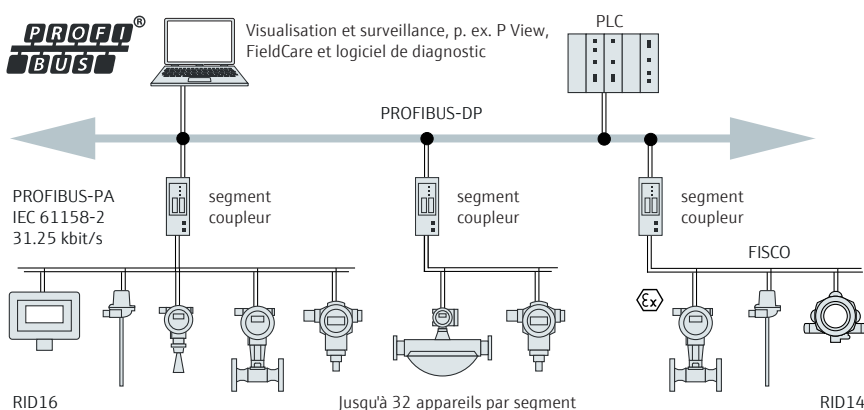 PROFI®
BUS
Visualisation et surveillance, p. ex. P View,
FieldCare et logiciel de diagnostic
PLC
PROFIBUS-DP
PROFIBUS-PA
IEC 61158-2
31.25 kbit/s
segment
coupleur
segment
coupleur
segment
coupleur
FISCO
Ex
RID16
Jusqu'à 32 appareils par segment
RID14